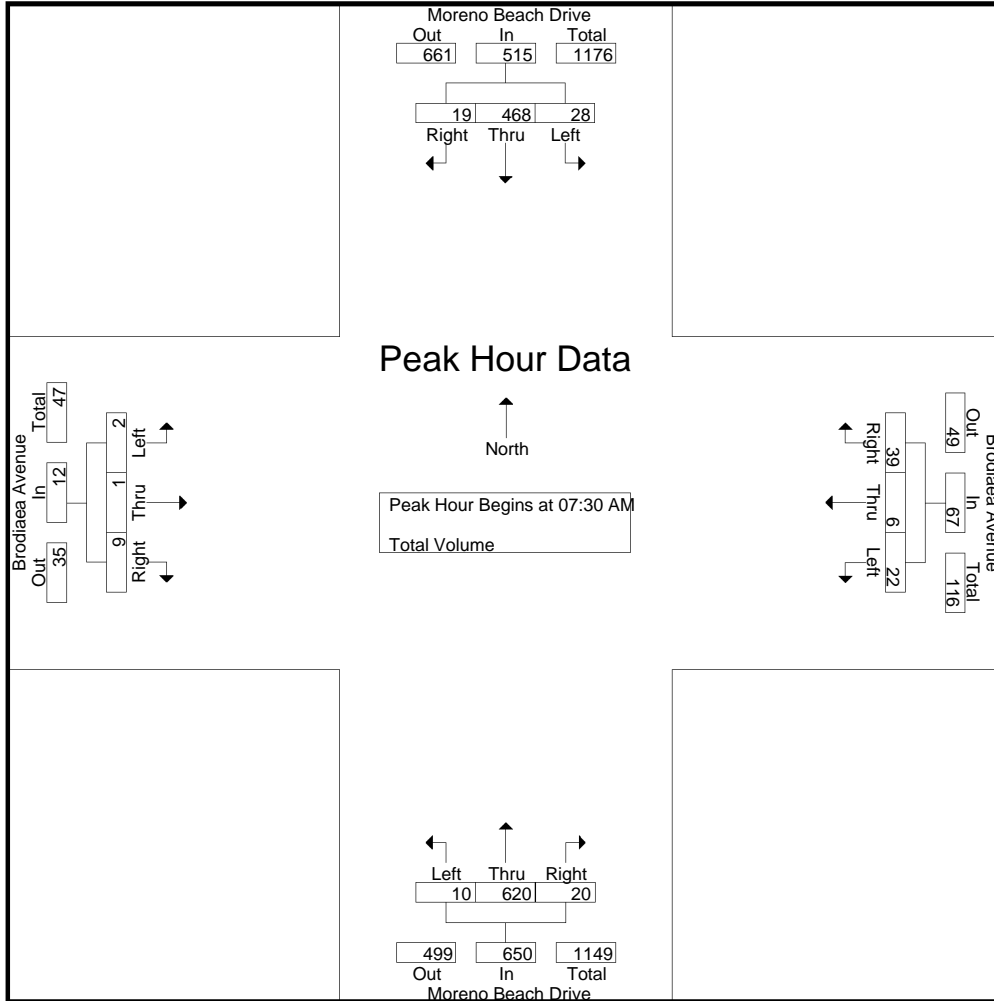 Moreno Beach Drive
Out In Total
661 515 1176
19 468 28
Right Thru Left
Peak Hour Data
North
Peak Hour Begins at 07:30 AM
Total Volume
Brodiaea Avenue
Total In Out
47 12 35
2 1 9
Left Thru Right
Right Thru Left
39 6 22
Out In Total
49 67 116
Brodiaea Avenue
Left Thru Right
10 620 20
499 650 1149
Out In Total
Moreno Beach Drive